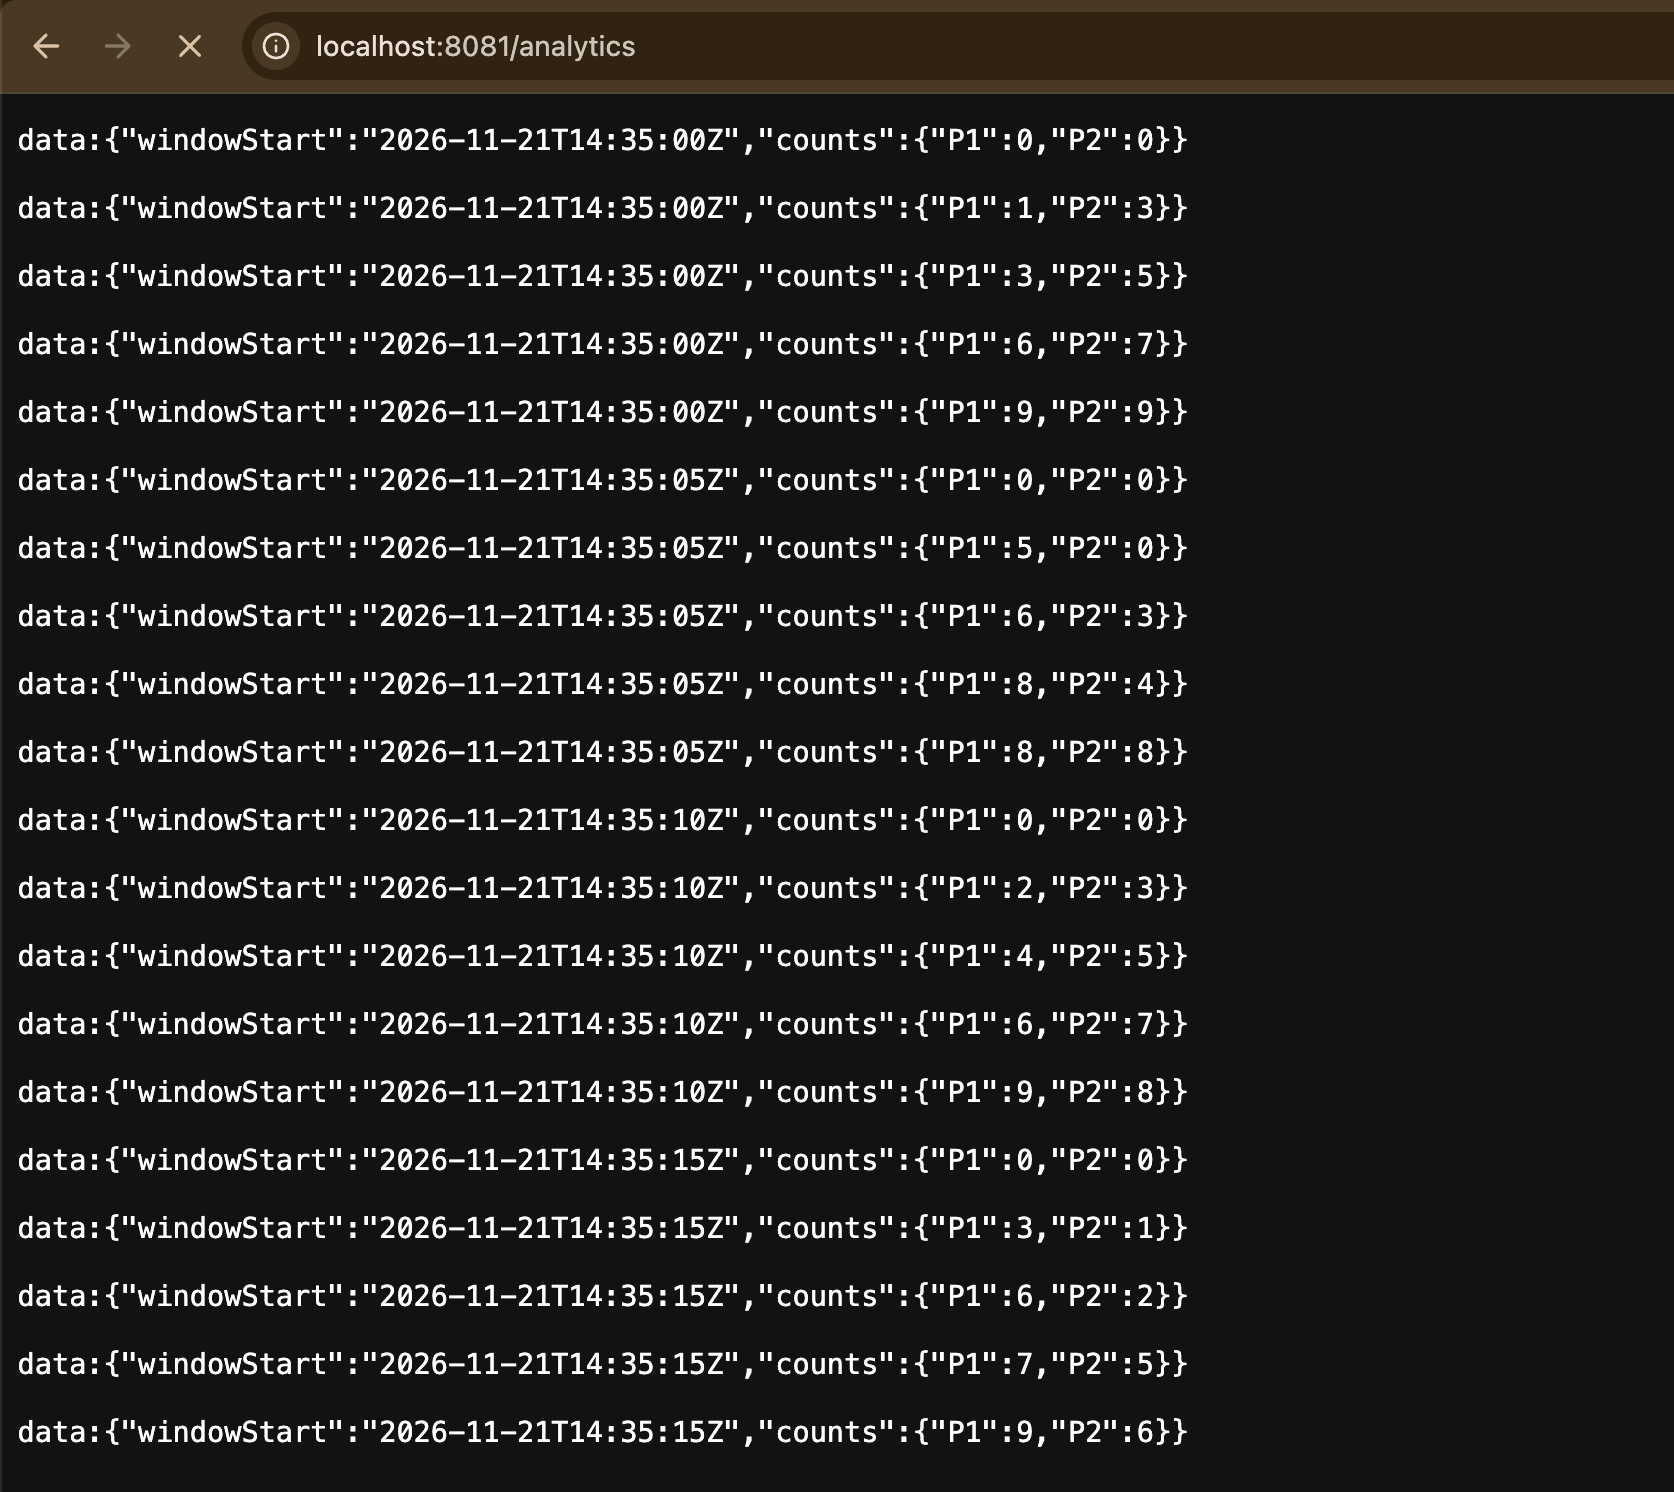 localhost:8081/analytics
data:{"windowStart":"2026-11-21T14:35:00Z","counts":{"P1":0,"P2":0}}
data:{"windowStart":"2026-11-21T14:35:00Z","counts":{"P1":1,"P2":3}}
data:{"windowStart":"2026-11-21T14:35:00Z","counts":{"P1":3,"P2":5}}
data:{"windowStart":"2026-11-21T14:35:00Z","counts":{"P1":6,"P2":7}}
data:{"windowStart":"2026-11-21T14:35:00Z","counts":{"P1":9,"P2":9}}
data:{"windowStart":"2026-11-21T14:35:05Z","counts":{"P1":0,"P2":0}}
data:{"windowStart":"2026-11-21T14:35:05Z","counts":{"P1":5,"P2":0}}
data:{"windowStart":"2026-11-21T14:35:05Z","counts":{"P1":6,"P2":3}}
data:{"windowStart":"2026-11-21T14:35:05Z","counts":{"P1":8,"P2":4}}
data:{"windowStart":"2026-11-21T14:35:05Z","counts":{"P1":8,"P2":8}}
data:{"windowStart":"2026-11-21T14:35:10Z","counts":{"P1":0,"P2":0}}
data:{"windowStart":"2026-11-21T14:35:10Z","counts":{"P1":2,"P2":3}}
data:{"windowStart":"2026-11-21T14:35:10Z","counts":{"P1":4,"P2":5}}
data:{"windowStart":"2026-11-21T14:35:10Z","counts":{"P1":6,"P2":7}}
data:{"windowStart":"2026-11-21T14:35:10Z","counts":{"P1":9,"P2":8}}
data:{"windowStart":"2026-11-21T14:35:15Z","counts":{"P1":0,"P2":0}}
data:{"windowStart":"2026-11-21T14:35:15Z","counts":{"P1":3,"P2":1}}
data:{"windowStart":"2026-11-21T14:35:15Z","counts":{"P1":6,"P2":2}}
data:{"windowStart":"2026-11-21T14:35:15Z","counts":{"P1":7,"P2":5}}
data:{"windowStart":"2026-11-21T14:35:15Z","counts":{"P1":9,"P2":6}}